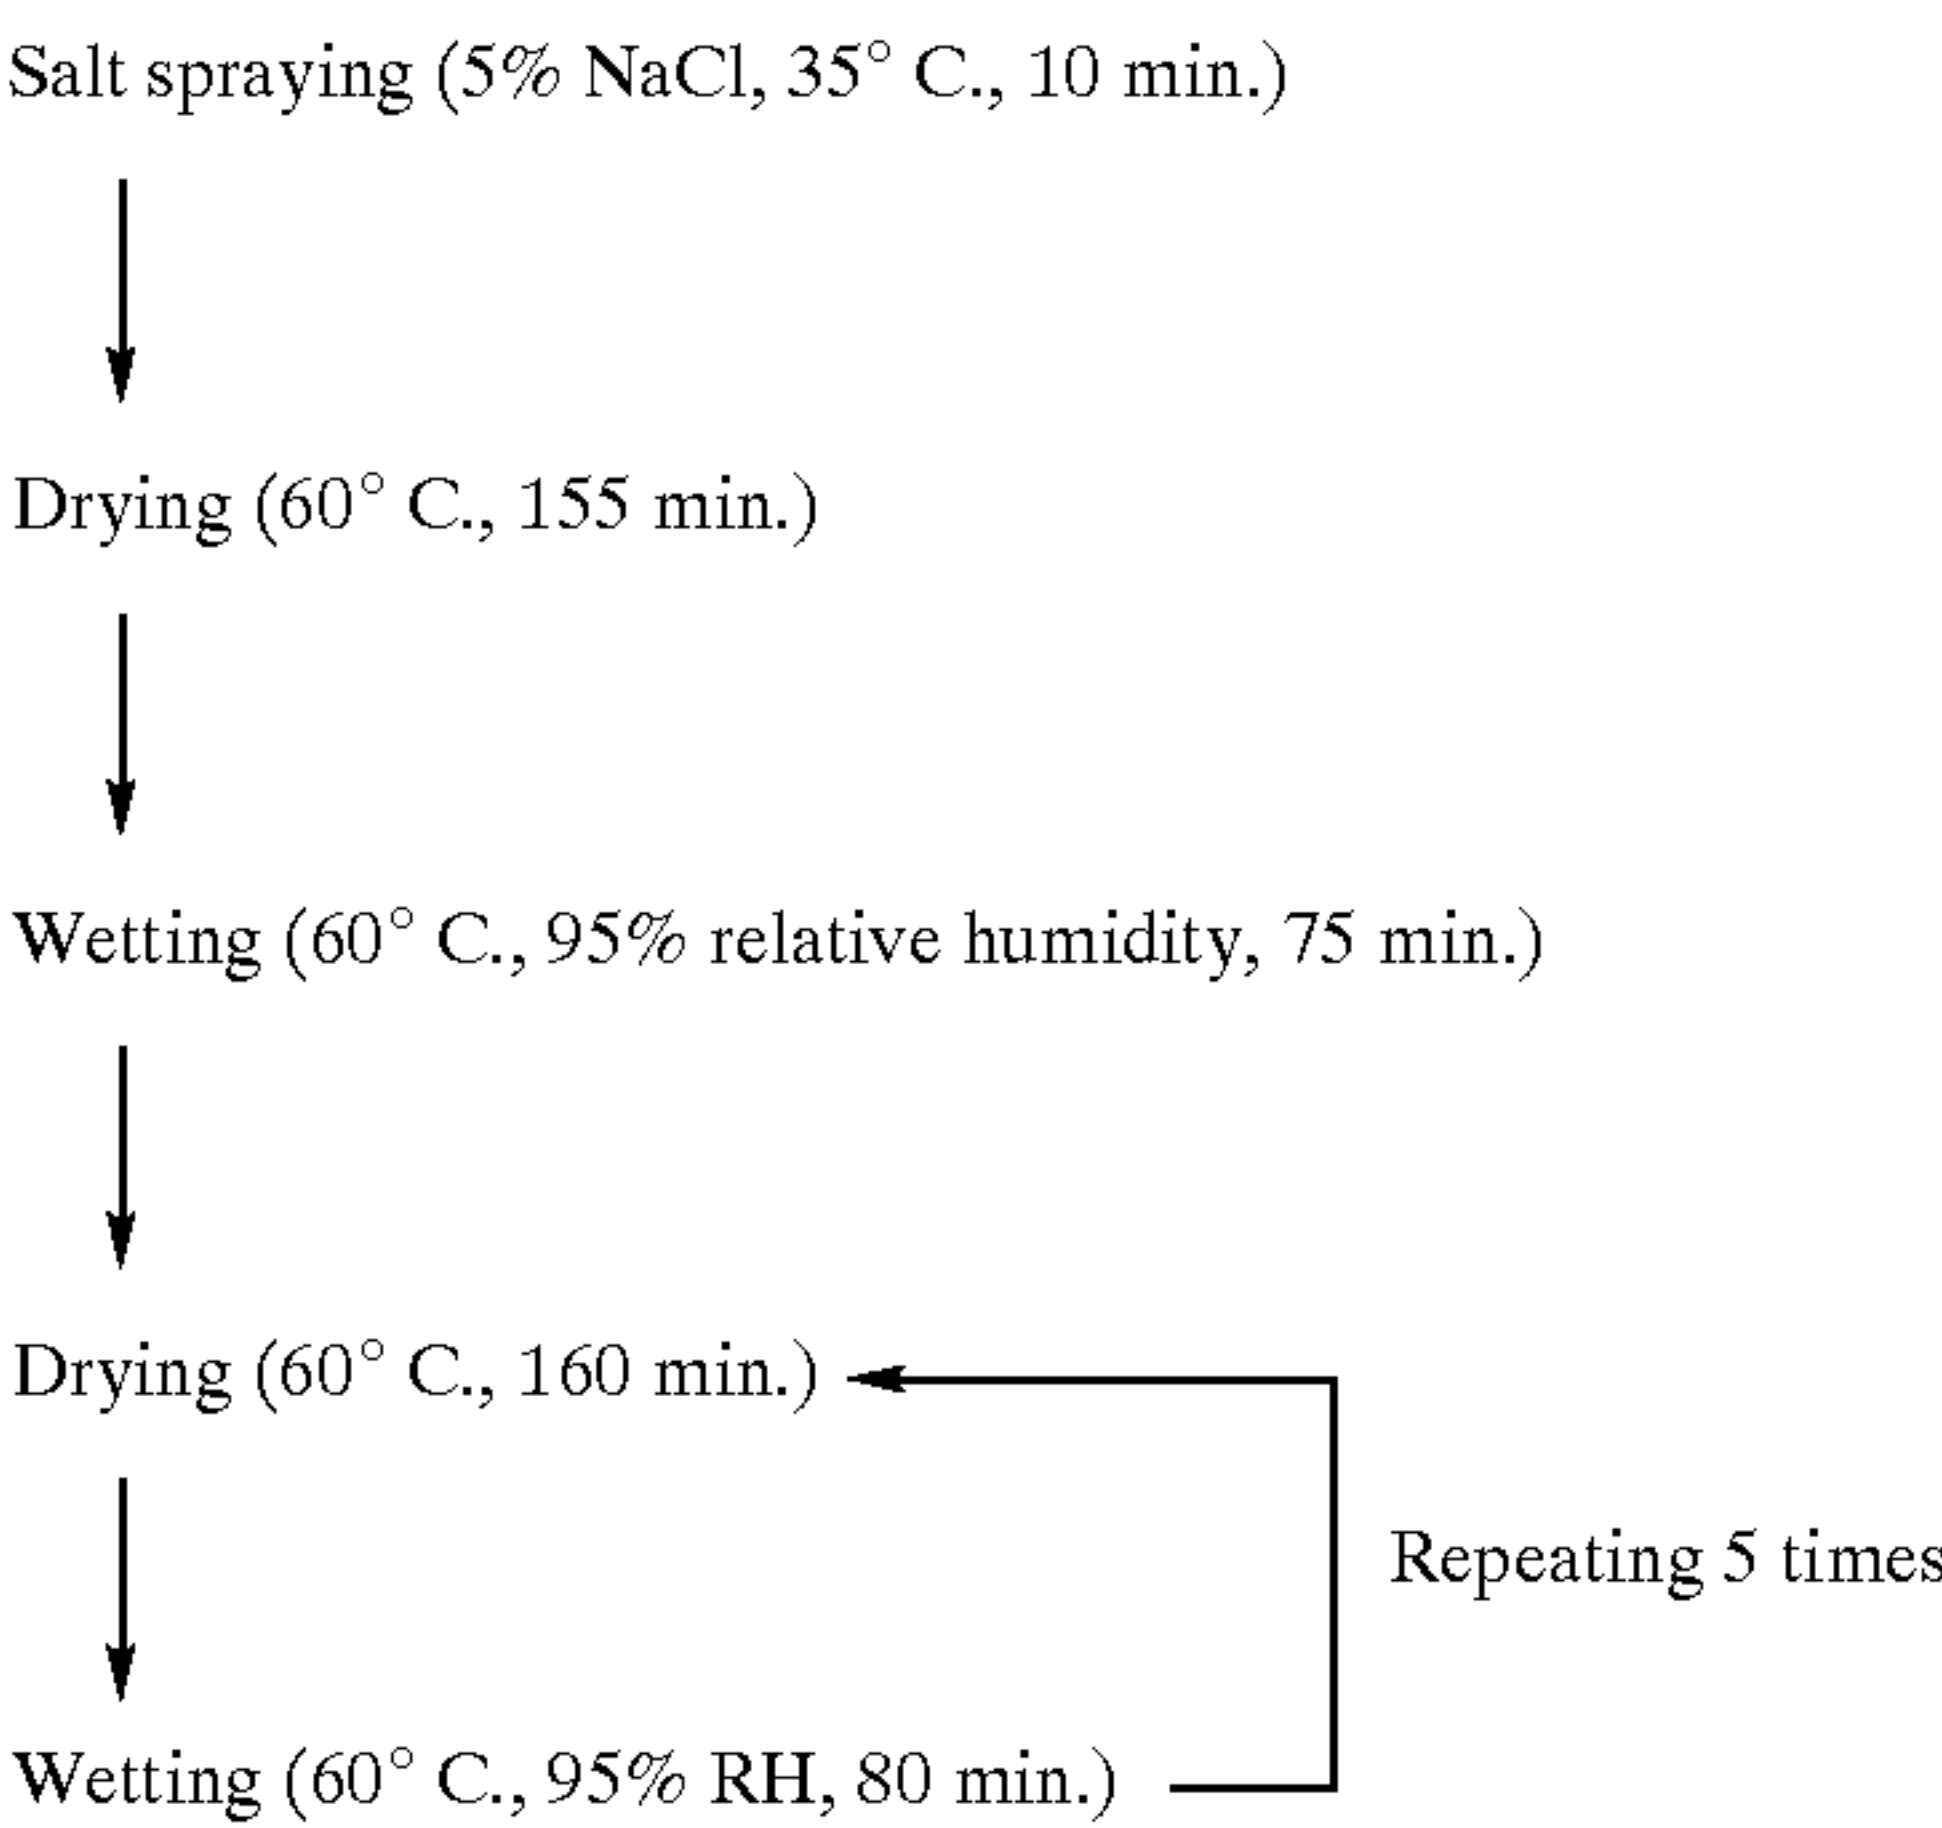 Salt spraying (5% NaCl, 35° C., 10 min.)
Drying (60° C., 155 min.)
Wetting (60° C., 95% relative humidity, 75 min.)
Drying (60° C., 160 min.)
Repeating 5 times
Wetting (60° C., 95% RH, 80 min.)